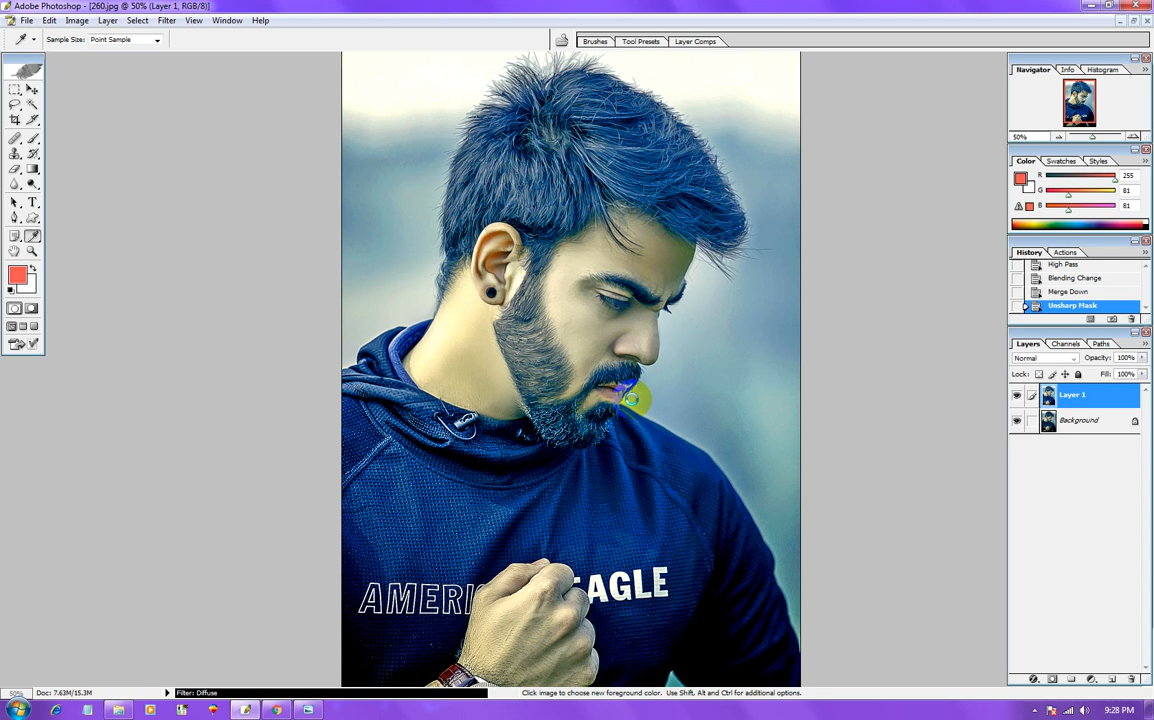 Adobe Photoshop - [260.jpg @ 50% (Layer 1, RGB/8)]
File Edit Image Layer Select Filter View Window Help
Sample Size: Point Sample
Brushes Tool Presets Layer Comps
Navigator Info Histogram
50%
Color Swatches Styles
R 255
G 81
B 81
History Actions
High Pass
Blending Change
Merge Down
Unsharp Mask
Layers Channels Paths
Normal Opacity: 100%
Lock: Fill: 100%
Layer 1
Background
AMERI EAGLE
50% Doc: 7.63M/15.3M Filter: Diffuse Click image to choose new foreground color. Use Shift, Alt and Ctrl for additional options.
9:28 PM